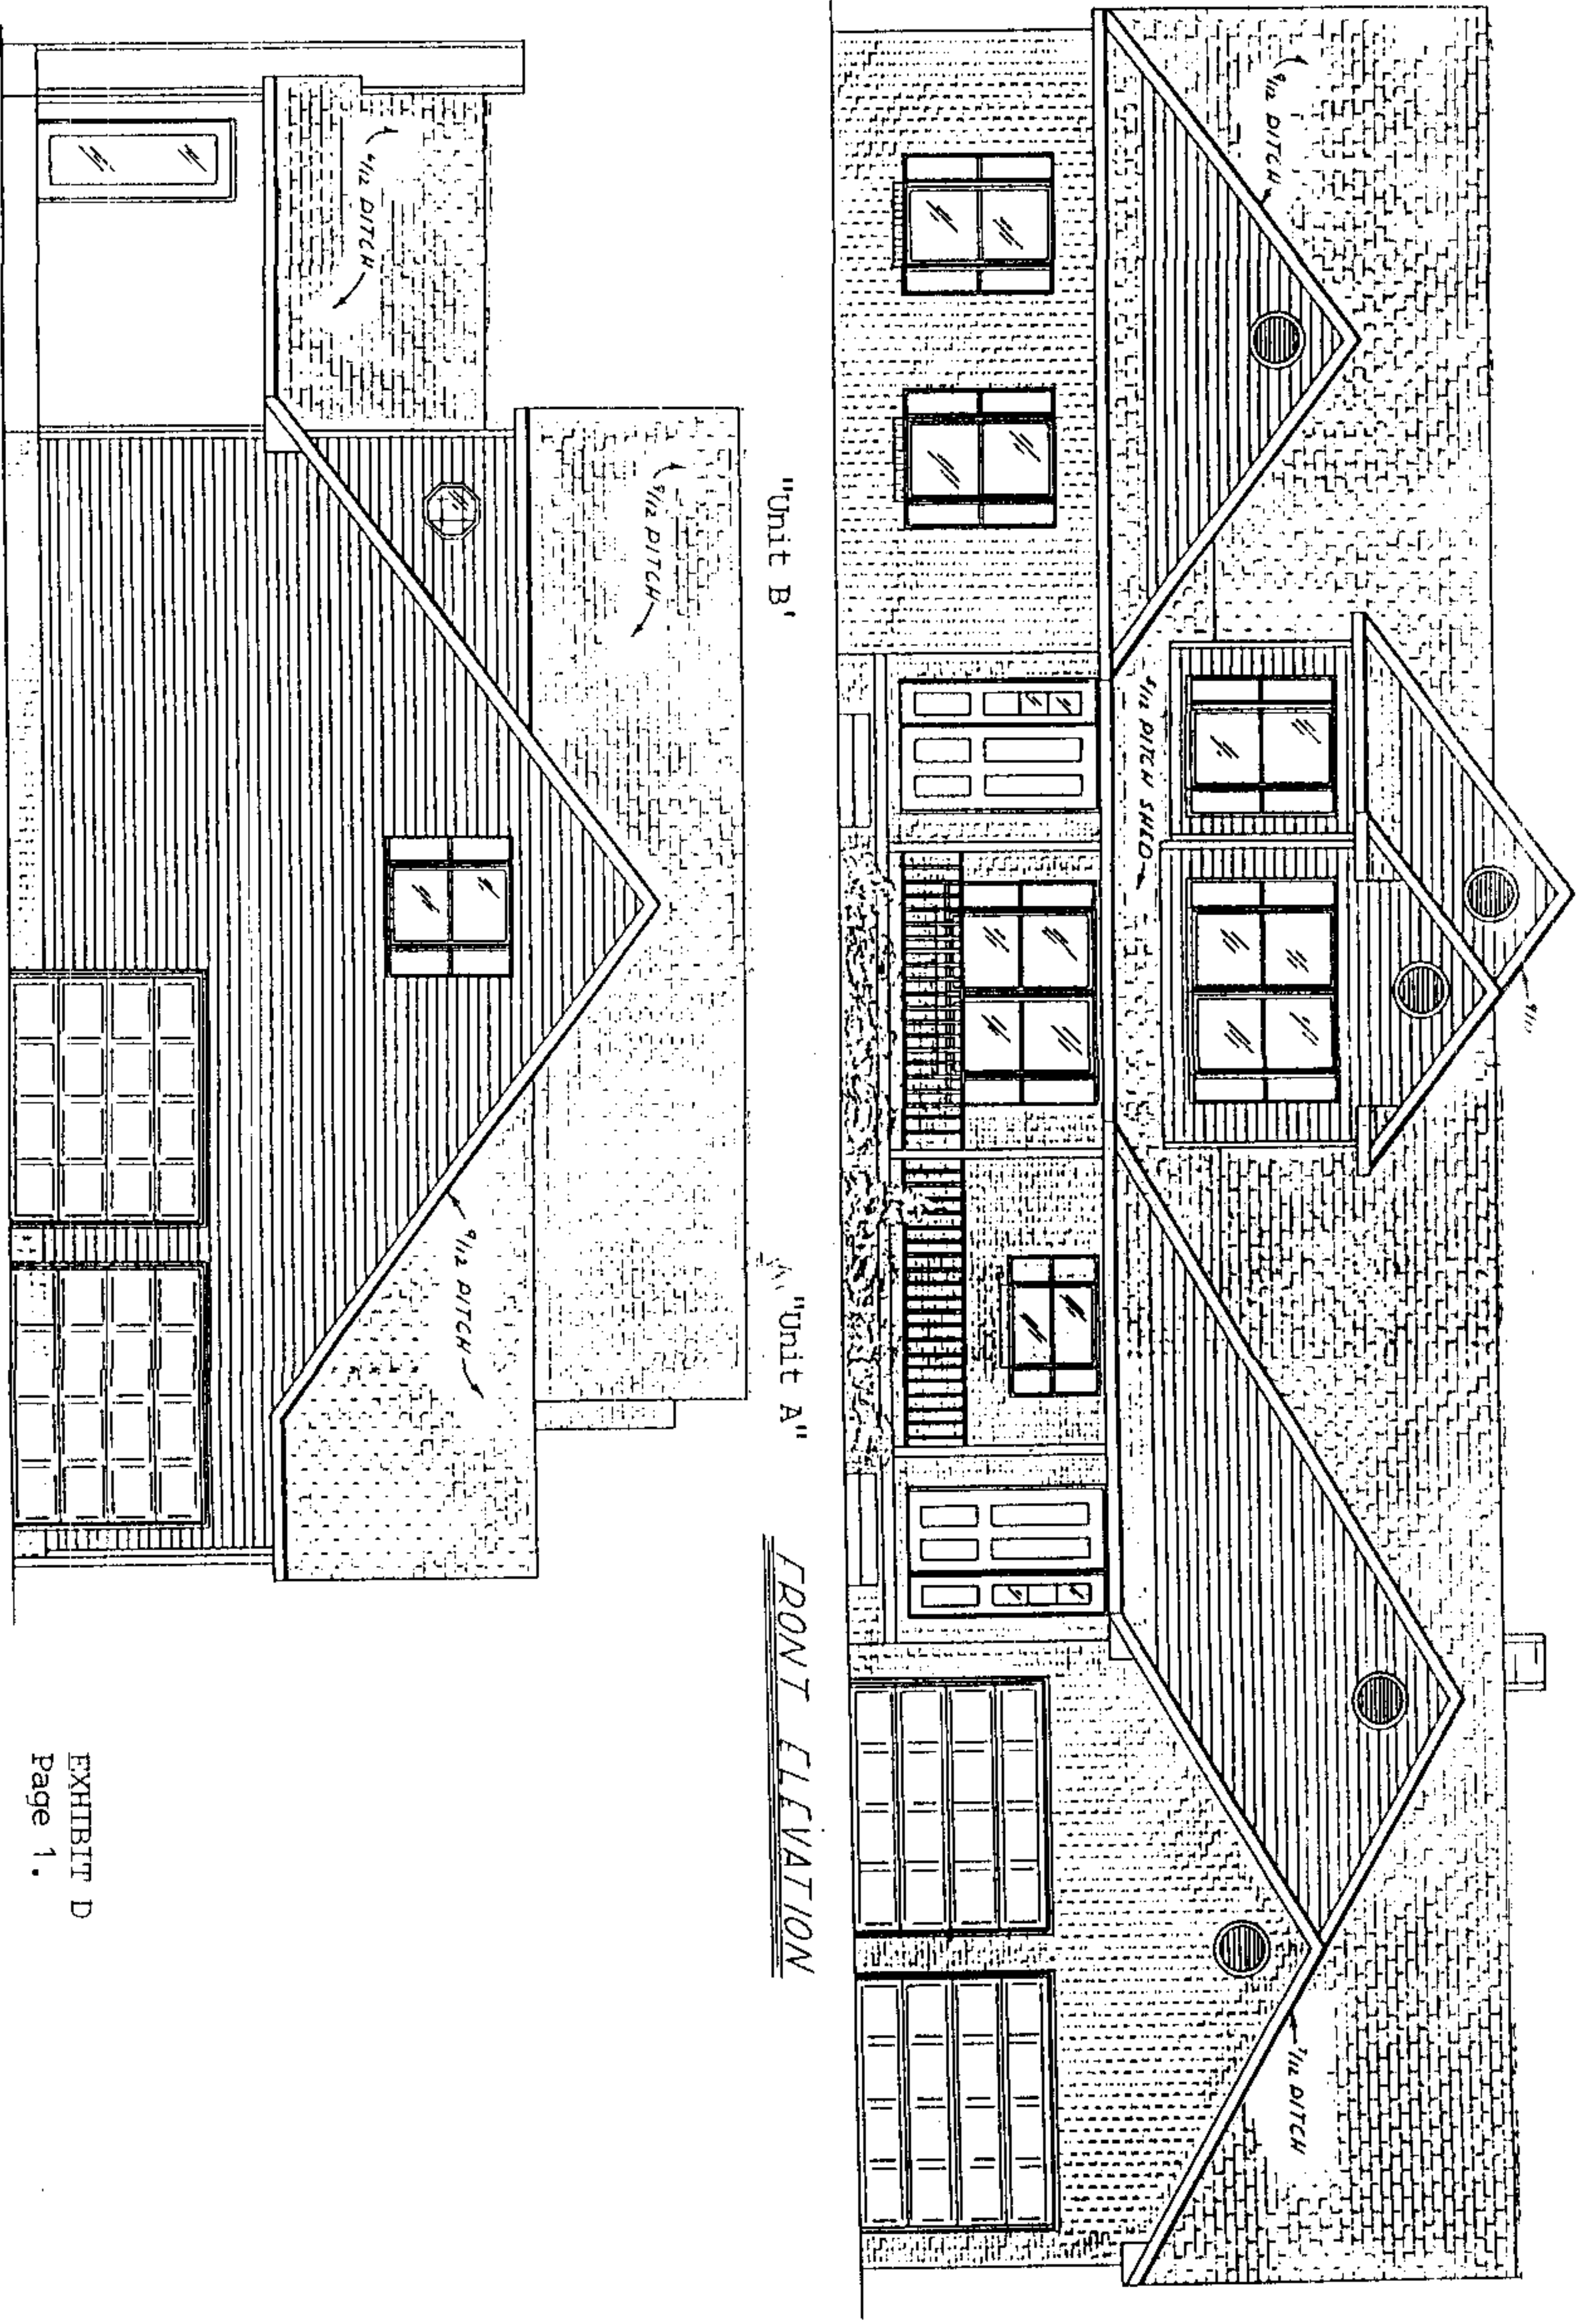 9/12 PITCH
5/12 PITCH SHED
7/12 PITCH
"Unit B'
"Unit A"
FRONT ELEVATION
4/12 PITCH
9/12 PITCH
9/12 PITCH
EXHIBIT D
Page 1.